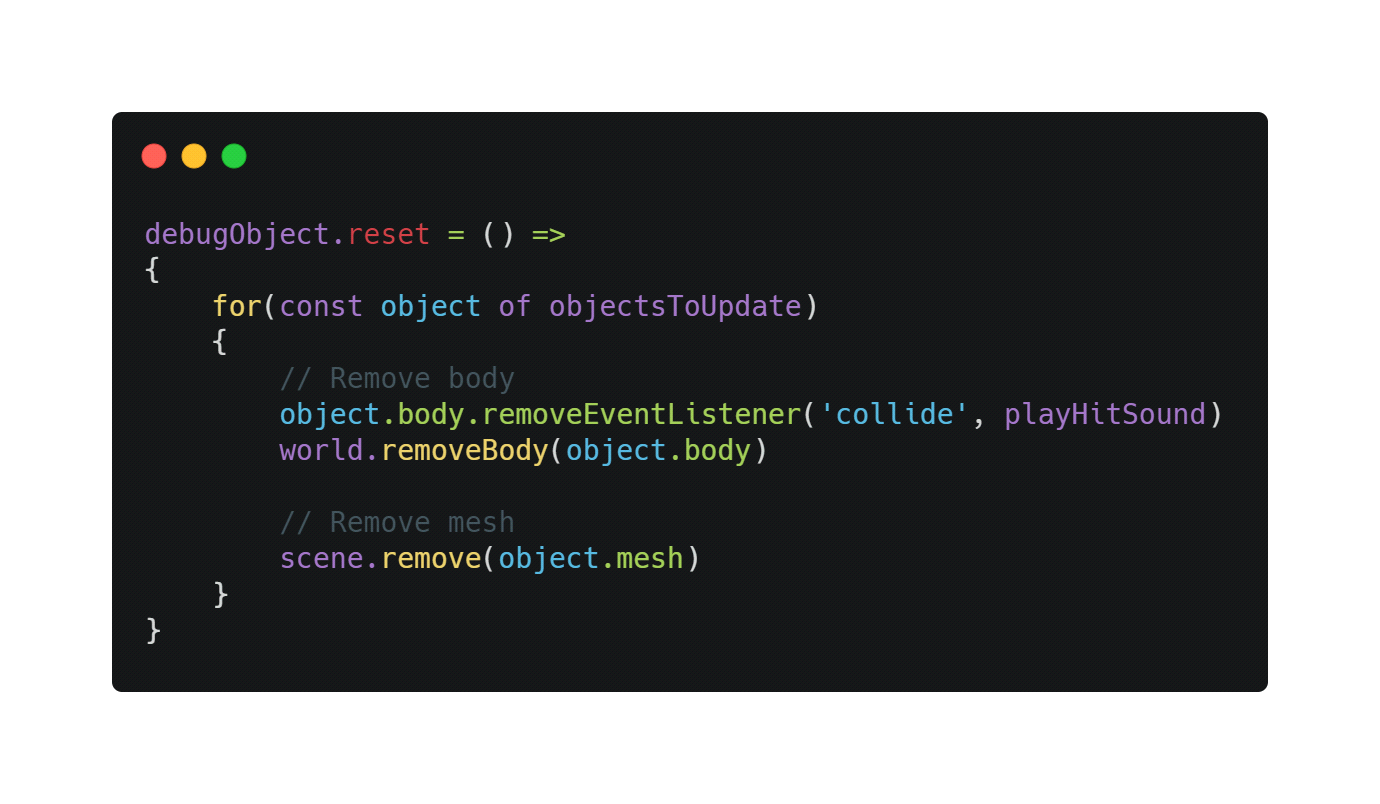 debugObject.reset = () =>
{
    for(const object of objectsToUpdate)
    {
        // Remove body
        object.body.removeEventListener('collide', playHitSound)
        world.removeBody(object.body)

        // Remove mesh
        scene.remove(object.mesh)
    }
}